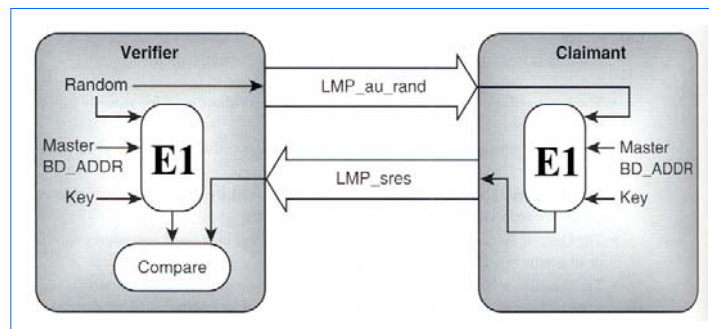 Verifier
Random
E1
Master
BD_ADDR
Key
Compare
LMP_au_rand
LMP_sres
Claimant
E1
Master
BD_ADDR
Key